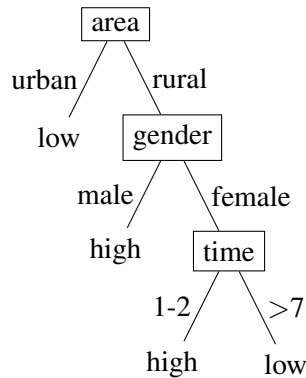 area
urban rural
low
gender
male female
high
time
1-2 >7
high low